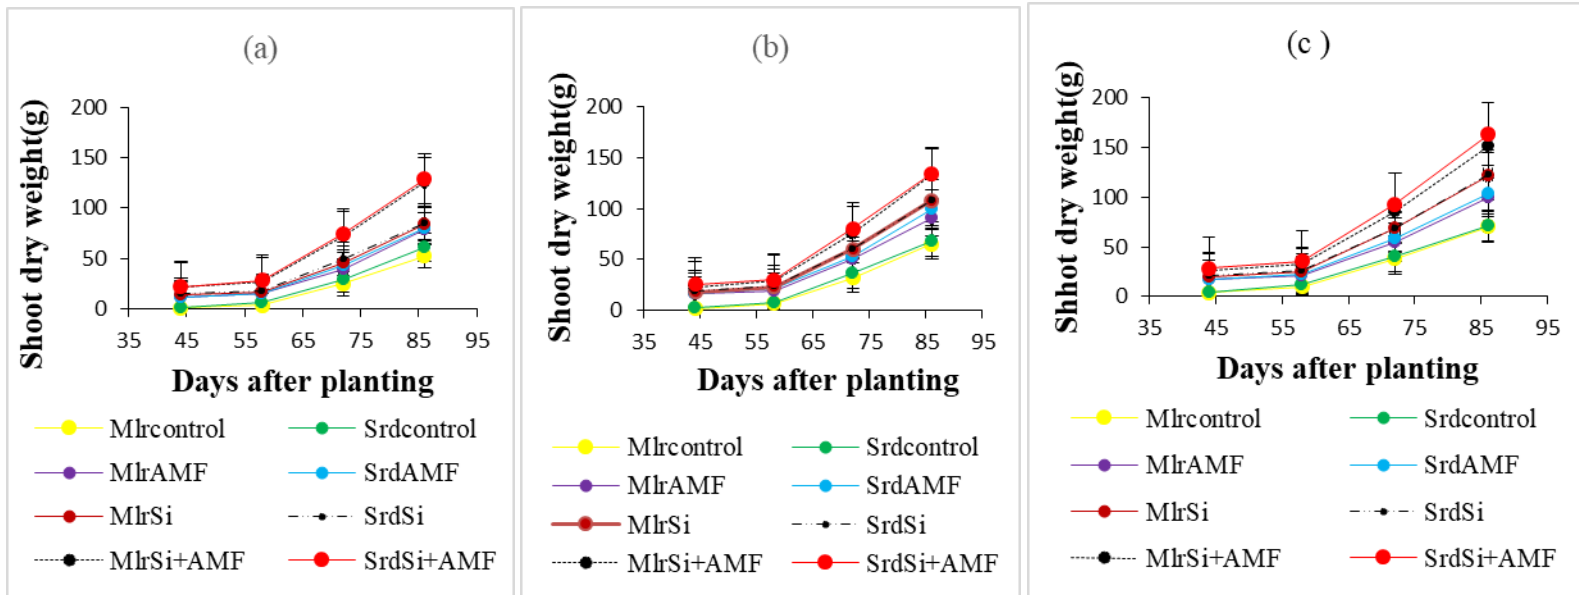 (a)
Shoot dry weight(g)
200
150
100
50
0
35 45 55 65 75 85 95
Days after planting
Mlrcontrol Srdcontrol
MlrAMF SrdAMF
MlrSi SrdSi
MlrSi+AMF SrdSi+AMF
(b)
Shoot dry weight(g)
200
150
100
50
0
35 45 55 65 75 85 95
Days after planting
Mlrcontrol Srdcontrol
MlrAMF SrdAMF
MlrSi SrdSi
MlrSi+AMF SrdSi+AMF
(c )
Shhot dry weight(g)
200
150
100
50
0
35 45 55 65 75 85 95
Days after planting
Mlrcontrol Srdcontrol
MlrAMF SrdAMF
MlrSi SrdSi
MlrSi+AMF SrdSi+AMF